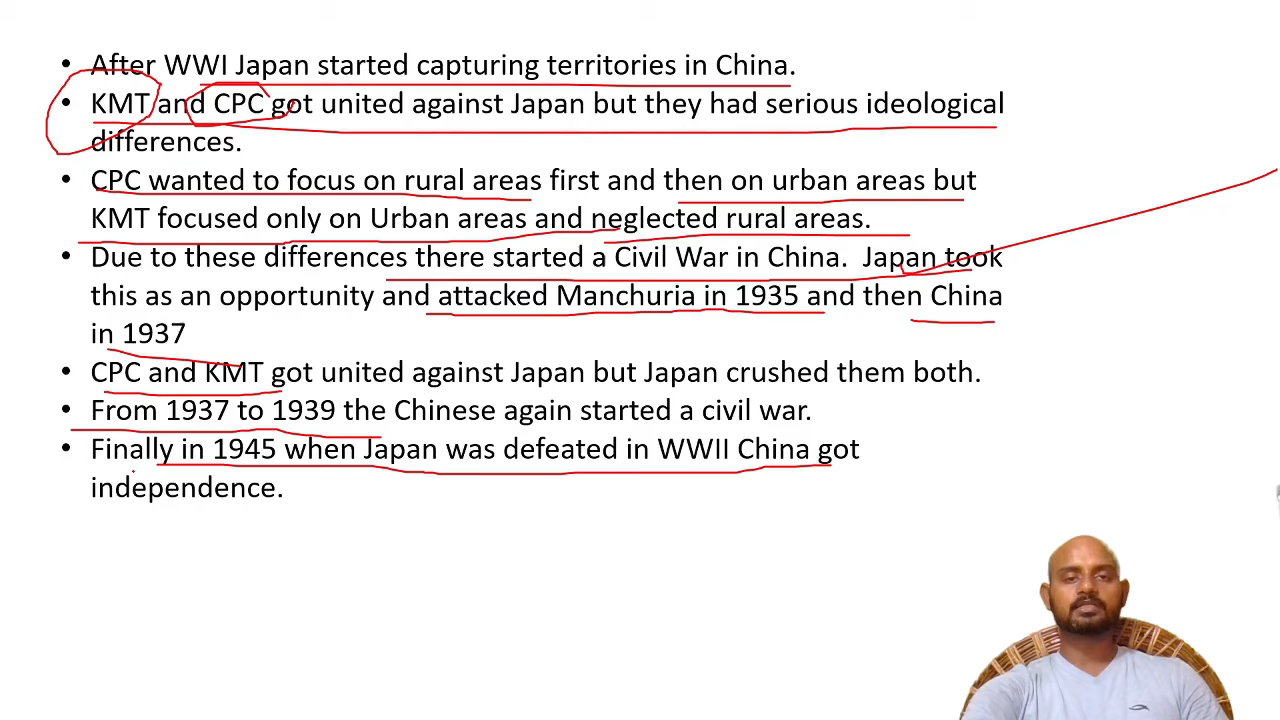 • After WWI Japan started capturing territories in China.
• KMT and CPC got united against Japan but they had serious ideological
differences.
• CPC wanted to focus on rural areas first and then on urban areas but
KMT focused only on Urban areas and neglected rural areas.
• Due to these differences there started a Civil War in China.  Japan took
this as an opportunity and attacked Manchuria in 1935 and then China
in 1937
• CPC and KMT got united against Japan but Japan crushed them both.
• From 1937 to 1939 the Chinese again started a civil war.
• Finally in 1945 when Japan was defeated in WWII China got
independence.